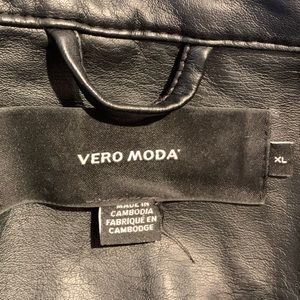 VERO MODA
XL
MADE IN
CAMBODIA
FABRIQUÉ EN
CAMBODGE